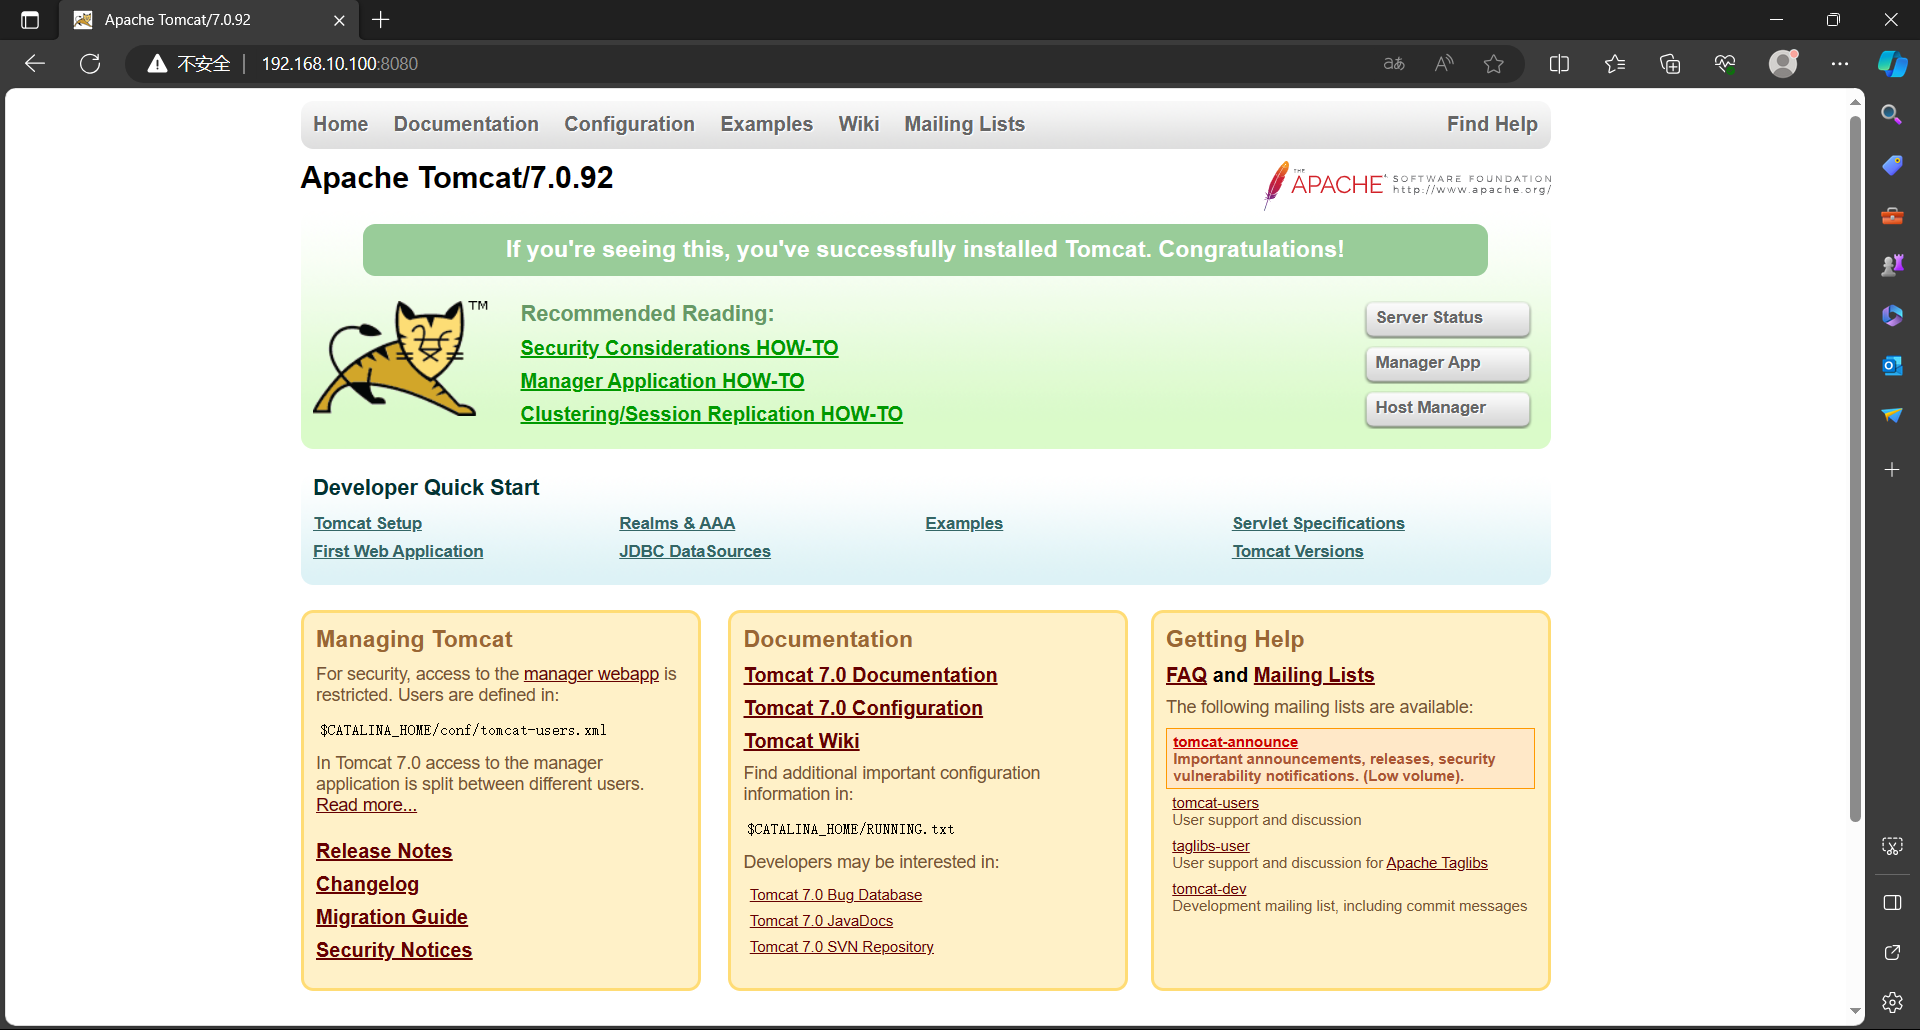 Apache Tomcat/7.0.92
不安全
192.168.10.100:8080
aあ
Home Documentation Configuration Examples Wiki Mailing Lists Find Help
Apache Tomcat/7.0.92
THE APACHE SOFTWARE FOUNDATION
http://www.apache.org/
If you're seeing this, you've successfully installed Tomcat. Congratulations!
TM
Recommended Reading:
Security Considerations HOW-TO
Manager Application HOW-TO
Clustering/Session Replication HOW-TO
Server Status
Manager App
Host Manager
Developer Quick Start
Tomcat Setup
First Web Application
Realms & AAA
JDBC DataSources
Examples
Servlet Specifications
Tomcat Versions
Managing Tomcat
For security, access to the manager webapp is
restricted. Users are defined in:
$CATALINA_HOME/conf/tomcat-users.xml
In Tomcat 7.0 access to the manager
application is split between different users.
Read more...
Release Notes
Changelog
Migration Guide
Security Notices
Documentation
Tomcat 7.0 Documentation
Tomcat 7.0 Configuration
Tomcat Wiki
Find additional important configuration
information in:
$CATALINA_HOME/RUNNING.txt
Developers may be interested in:
Tomcat 7.0 Bug Database
Tomcat 7.0 JavaDocs
Tomcat 7.0 SVN Repository
Getting Help
FAQ and Mailing Lists
The following mailing lists are available:
tomcat-announce
Important announcements, releases, security
vulnerability notifications. (Low volume).
tomcat-users
User support and discussion
taglibs-user
User support and discussion for Apache Taglibs
tomcat-dev
Development mailing list, including commit messages